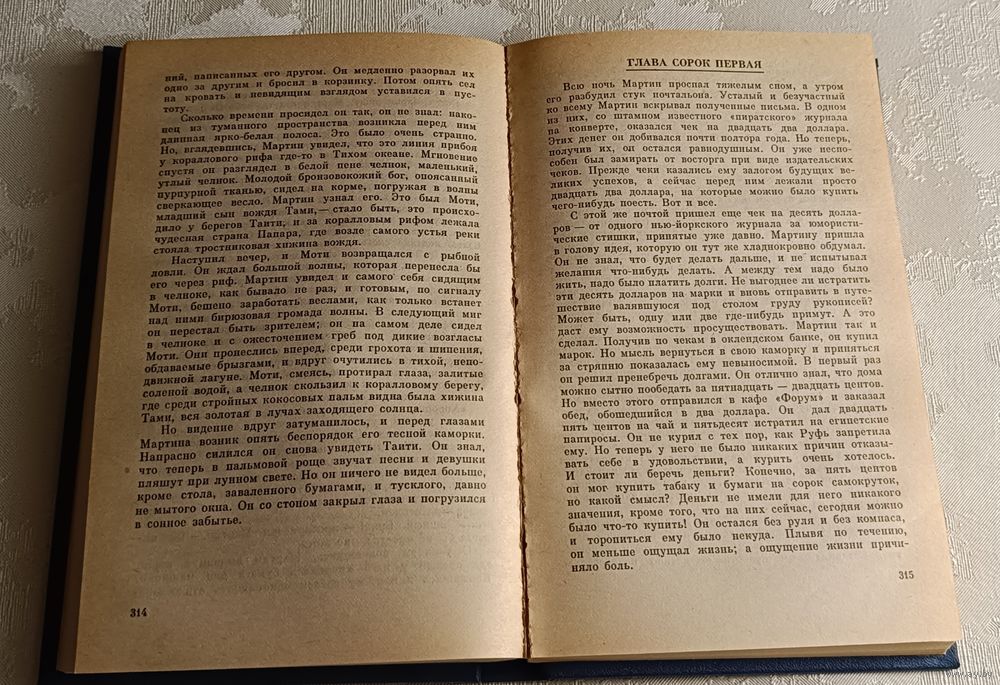 ний, написанных его другом. Он медленно разорвал их
одно за другим и бросил в корзинку. Потом опять сел
на кровать и невидящим взглядом уставился в пус-
тоту.
Сколько времени просидел он так, он не знал: нако-
нец из туманного пространства возникла перед ним
длинная ярко-белая полоса. Это было очень странно.
Но, вглядевшись, Мартин увидел, что это линия прибоя
у кораллового рифа где-то в Тихом океане. Мгновение
спустя он разглядел в белой пене челнок, маленький,
утлый челнок. Молодой бронзовокожий бог, опоясанный
пурпурной тканью, сидел на корме, погружая в волны
сверкающее весло. Мартин узнал его. Это был Моти,
младший сын вождя Тами,— стало быть, это происхо-
дило у берегов Таити, и за коралловым рифом лежала
чудесная страна Папара, где возле самого устья реки
стояла тростниковая хижина вождя.
Наступил вечер, и Моти возвращался с рыбной
ловли. Он ждал большой волны, которая перенесла бы
его через риф. Мартин увидел и самого себя сидящим
в челноке, как бывало не раз, и готовым, по сигналу
Моти, бешено заработать веслами, как только встанет
над ними бирюзовая громада волны. В следующий миг
он перестал быть зрителем; он на самом деле сидел
в челноке и с ожесточением греб под дикие возгласы
Моти. Они пронеслись вперед, среди грохота и шипения,
обдаваемые брызгами, и вдруг очутились в тихой, непо-
движной лагуне. Моти, смеясь, протирал глаза, залитые
соленой водой, а челнок скользил к коралловому берегу,
где среди стройных кокосовых пальм видна была хижина
Тами, вся золотая в лучах заходящего солнца.
Но видение вдруг затуманилось, и перед глазами
Мартина возник опять беспорядок его тесной каморки.
Напрасно силился он снова увидеть Таити. Он знал,
что теперь в пальмовой роще звучат песни и девушки
пляшут при лунном свете. Но он ничего не видел больше,
кроме стола, заваленного бумагами, и тусклого, давно
не мытого окна. Он со стоном закрыл глаза и погрузился
в сонное забытье.
314
ГЛАВА СОРОК ПЕРВАЯ
Всю ночь Мартин проспал тяжелым сном, а утром
его разбудил стук почтальона. Усталый и безучастный
ко всему Мартин вскрывал полученные письма. В одном
из них, со штампом известного «пиратского» журнала
на конверте, оказался чек на двадцать два доллара.
Этих денег он добивался почти полтора года. Но теперь,
получив их, он остался равнодушным. Он уже неспо-
собен был замирать от восторга при виде издательских
чеков. Прежде чеки казались ему залогом будущих ве-
ликих успехов, а сейчас перед ним лежали просто
двадцать два доллара, на которые можно было купить
чего-нибудь поесть. Вот и все.
С этой же почтой пришел еще чек на десять долла-
ров — от одного нью-йоркского журнала за юмористи-
ческие стишки, принятые уже давно. Мартину пришла
в голову идея, которую он тут же хладнокровно обдумал.
Он не знал, что будет делать дальше, и не испытывал
желания что-нибудь делать. А между тем надо было
жить, надо было платить долги. Не выгоднее ли истратить
эти десять долларов на марки и вновь отправить в путе-
шествие валявшуюся под столом груду рукописей?
Может быть, одну или две где-нибудь примут. А это
даст ему возможность просуществовать. Мартин так и
сделал. Получив по чекам в оклендском банке, он купил
марок. Но мысль вернуться в свою каморку и приняться
за стряпню показалась ему невыносимой. В первый раз
он решил пренебречь долгами. Он отлично знал, что дома
можно сытно пообедать за пятнадцать — двадцать центов.
Но вместо этого отправился в кафе «Форум» и заказал
обед, обошедшийся в два доллара. Он дал двадцать
пять центов на чай и пятьдесят истратил на египетские
папиросы. Он не курил с тех пор, как Руфь запретила
ему. Но теперь у него не было никаких причин отказы-
вать себе в удовольствии, а курить очень хотелось.
И стоит ли беречь деньги? Конечно, за пять центов
он мог купить табаку и бумаги на сорок самокруток,
но какой смысл? Деньги не имели для него никакого
значения, кроме того, что на них сейчас, сегодня можно
было что-то купить! Он остался без руля и без компаса,
и торопиться ему было некуда. Плывя по течению,
он меньше ощущал жизнь; а ощущение жизни причи-
няло боль.
315